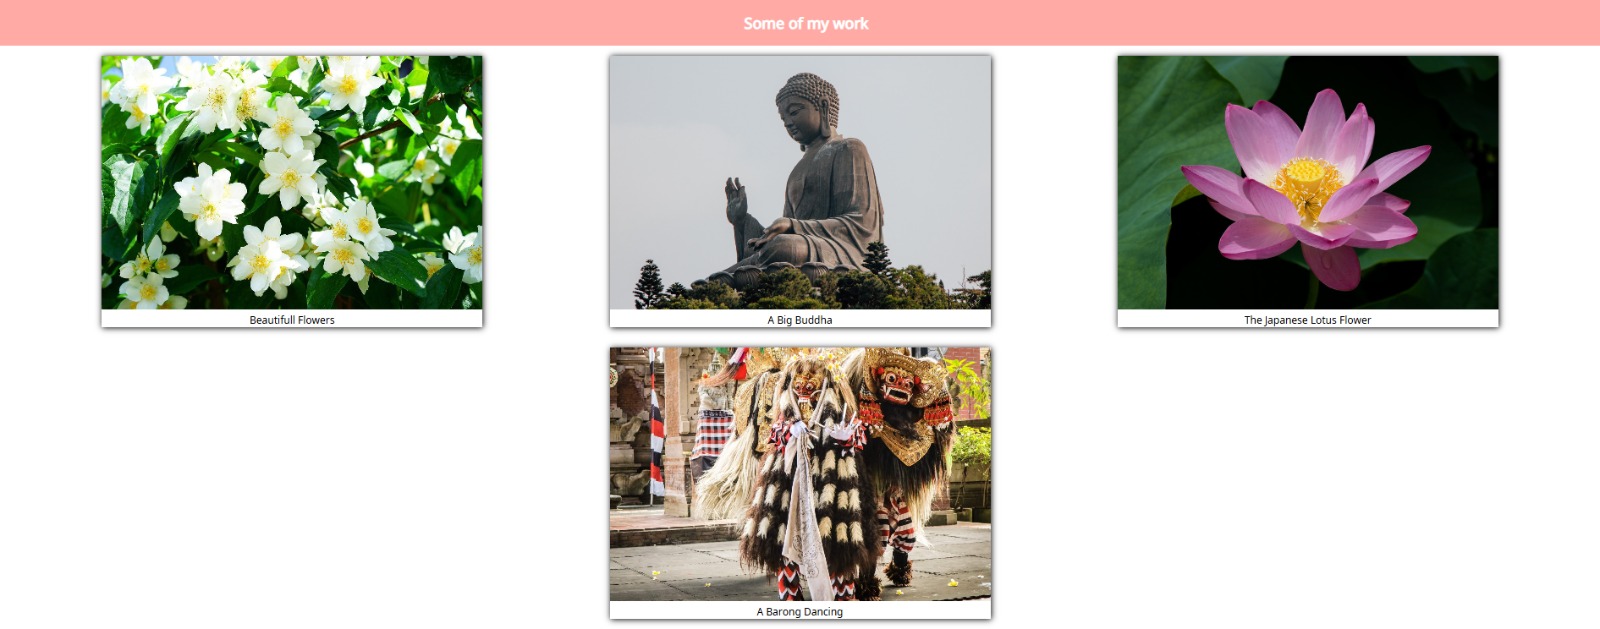 Some of my work
Beautifull Flowers
A Big Buddha
The Japanese Lotus Flower
A Barong Dancing